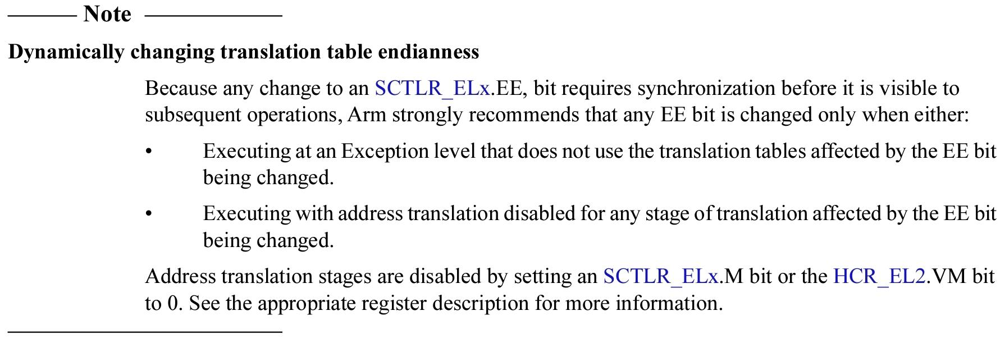 Note
Dynamically changing translation table endianness
Because any change to an SCTLR_ELx.EE, bit requires synchronization before it is visible to
subsequent operations, Arm strongly recommends that any EE bit is changed only when either:
• Executing at an Exception level that does not use the translation tables affected by the EE bit
being changed.
• Executing with address translation disabled for any stage of translation affected by the EE bit
being changed.
Address translation stages are disabled by setting an SCTLR_ELx.M bit or the HCR_EL2.VM bit
to 0. See the appropriate register description for more information.